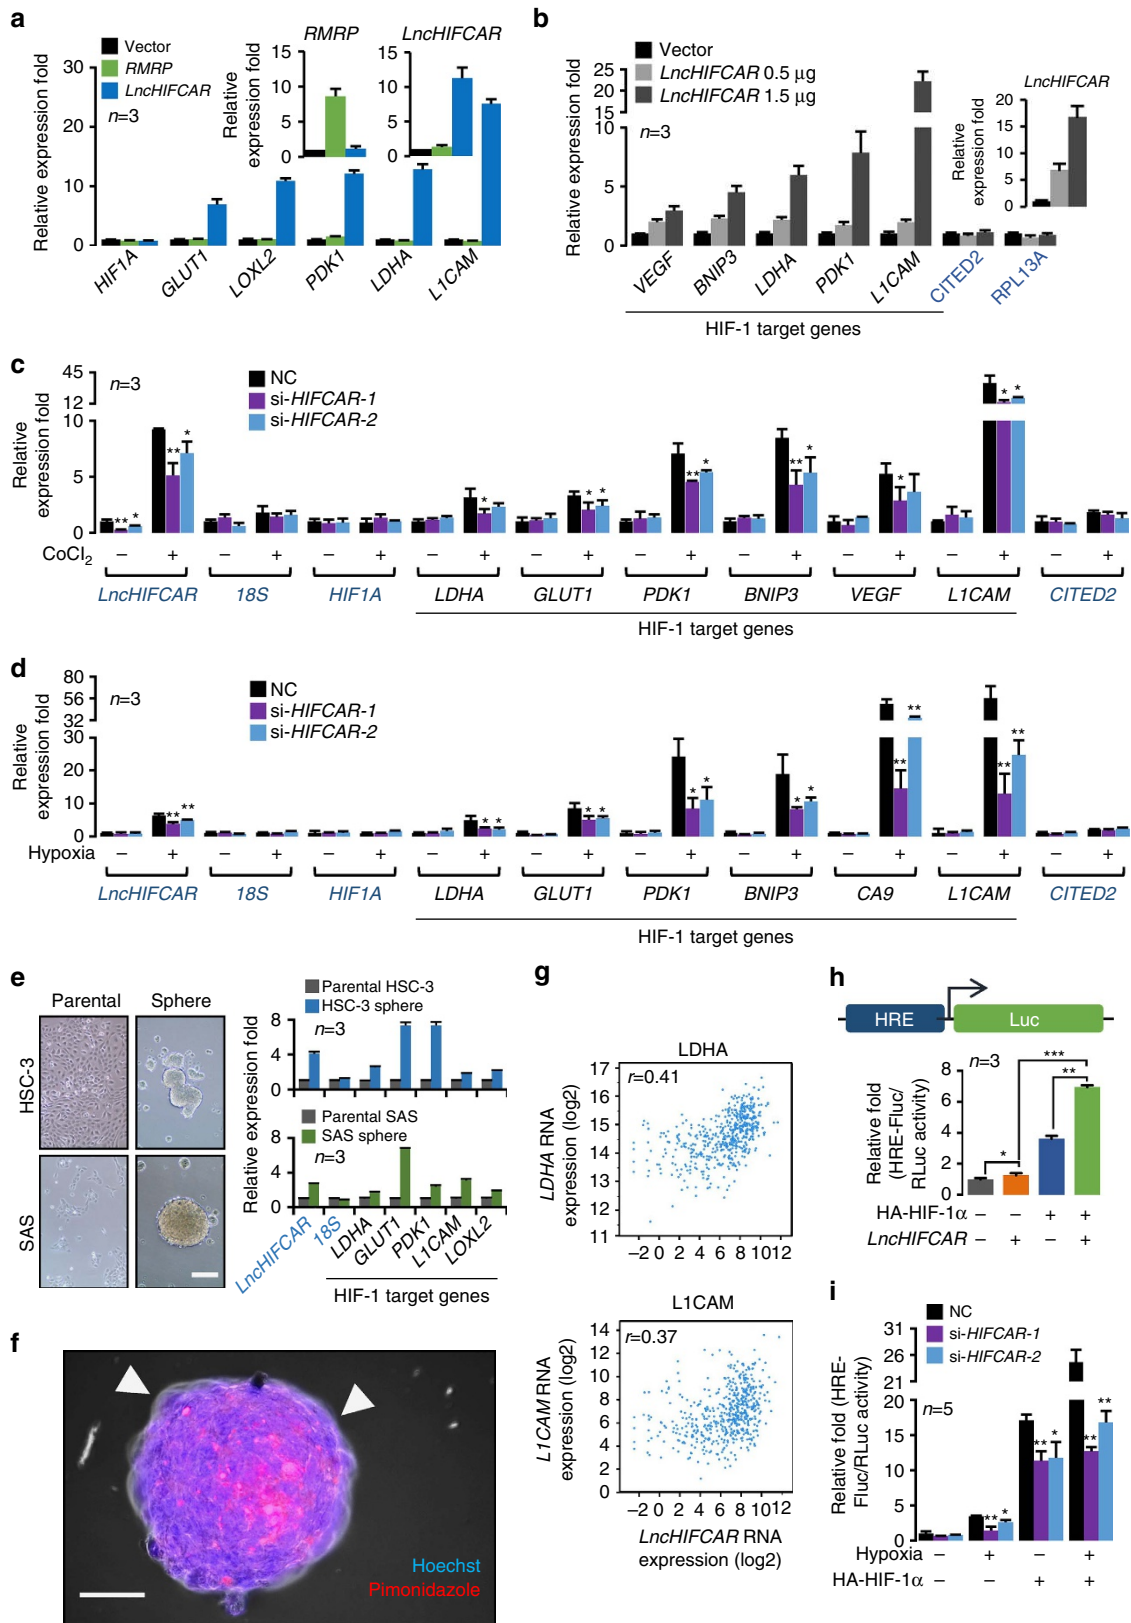 a
Vector
RMRP
LncHIFCAR
n=3
Relative expression fold
30
20
10
0
RMRP
Relative
expression fold
15
10
5
0
LncHIFCAR
15
10
5
0
HIF1A
GLUT1
LOXL2
PDK1
LDHA
L1CAM
b
Vector
LncHIFCAR 0.5 µg
LncHIFCAR 1.5 µg
n=3
Relative expression fold
25
20
15
10
5
0
LncHIFCAR
Relative
expression fold
20
15
10
5
0
VEGF
BNIP3
LDHA
PDK1
L1CAM
CITED2
RPL13A
HIF-1 target genes
c
n=3
NC
si-HIFCAR-1
si-HIFCAR-2
Relative
expression fold
45
12
10
5
0
** * ** * * * * ** * ** * * * *
CoCl2 – + – + – + – + – + – + – + – + – + – +
LncHIFCAR 18S HIF1A LDHA GLUT1 PDK1 BNIP3 VEGF L1CAM CITED2
HIF-1 target genes
d
n=3
NC
si-HIFCAR-1
si-HIFCAR-2
Relative
expression fold
80
56
32
30
20
10
0
** ** * * * * * * * * ** ** ** **
Hypoxia – + – + – + – + – + – + – + – + – + – +
LncHIFCAR 18S HIF1A LDHA GLUT1 PDK1 BNIP3 CA9 L1CAM CITED2
HIF-1 target genes
e
Parental Sphere
HSC-3
SAS
Relative expression fold
Parental HSC-3
HSC-3 sphere
n=3
8
4
0
Parental SAS
SAS sphere
n=3
8
4
0
LncHIFCAR
18S
LDHA
GLUT1
PDK1
L1CAM
LOXL2
HIF-1 target genes
f
Hoechst
Pimonidazole
g
LDHA
r=0.41
LDHA RNA
expression (log2)
17
16
15
14
13
12
11
–2 0 2 4 6 8 10 12
L1CAM
r=0.37
L1CAM RNA
expression (log2)
14
12
10
8
6
4
2
0
–2 0 2 4 6 8 10 12
LncHIFCAR RNA
expression (log2)
h
HRE Luc
n=3
***
**
*
Relative fold
(HRE-Fluc/
RLuc activity)
8
6
4
2
0
HA-HIF-1α – – + +
LncHIFCAR – + – +
i
NC
si-HIFCAR-1
si-HIFCAR-2
n=5
Relative fold (HRE-
Fluc/RLuc activity)
31
26
21
20
15
10
5
0
** * ** * ** **
Hypoxia – + – +
HA-HIF-1α – – + +